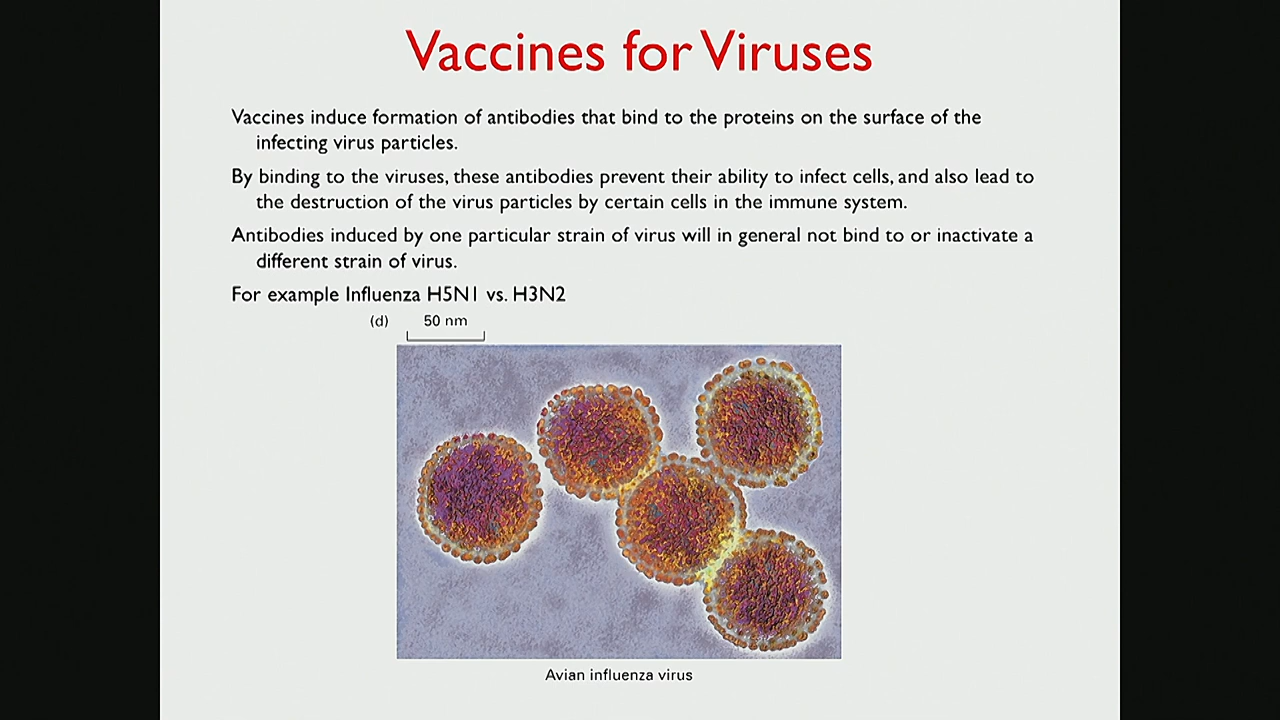 Vaccines for Viruses
Vaccines induce formation of antibodies that bind to the proteins on the surface of the
infecting virus particles.
By binding to the viruses, these antibodies prevent their ability to infect cells, and also lead to
the destruction of the virus particles by certain cells in the immune system.
Antibodies induced by one particular strain of virus will in general not bind to or inactivate a
different strain of virus.
For example Influenza H5N1 vs. H3N2
(d) 50 nm
Avian influenza virus